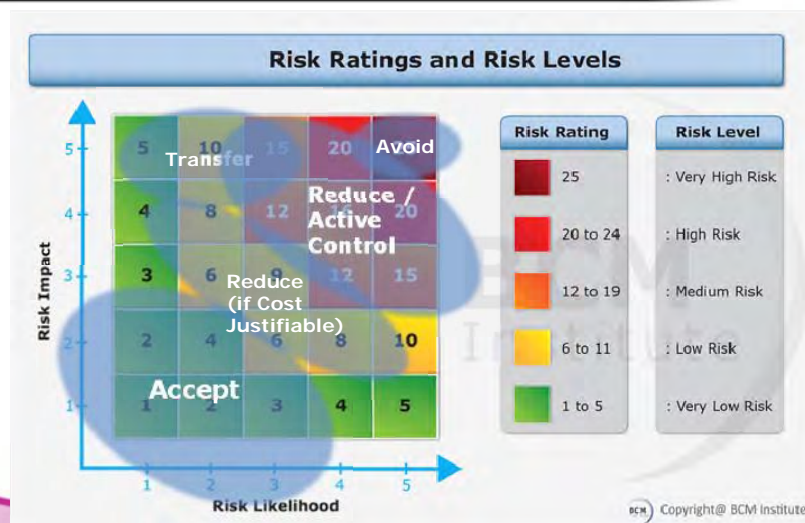 Risk Ratings and Risk Levels
Risk Impact
5
4
3
2
1
5 10 15 20
4 8 12 16 20
3 6 9 12 15
2 4 6 8 10
1 2 3 4 5
Transfer
Avoid
Reduce /
Active
Control
Reduce
(if Cost
Justifiable)
Accept
1 2 3 4 5
Risk Likelihood
Risk Rating
25
20 to 24
12 to 19
6 to 11
1 to 5
Risk Level
: Very High Risk
: High Risk
: Medium Risk
: Low Risk
: Very Low Risk
BCM
Institute
BCM Copyright@ BCM Institute